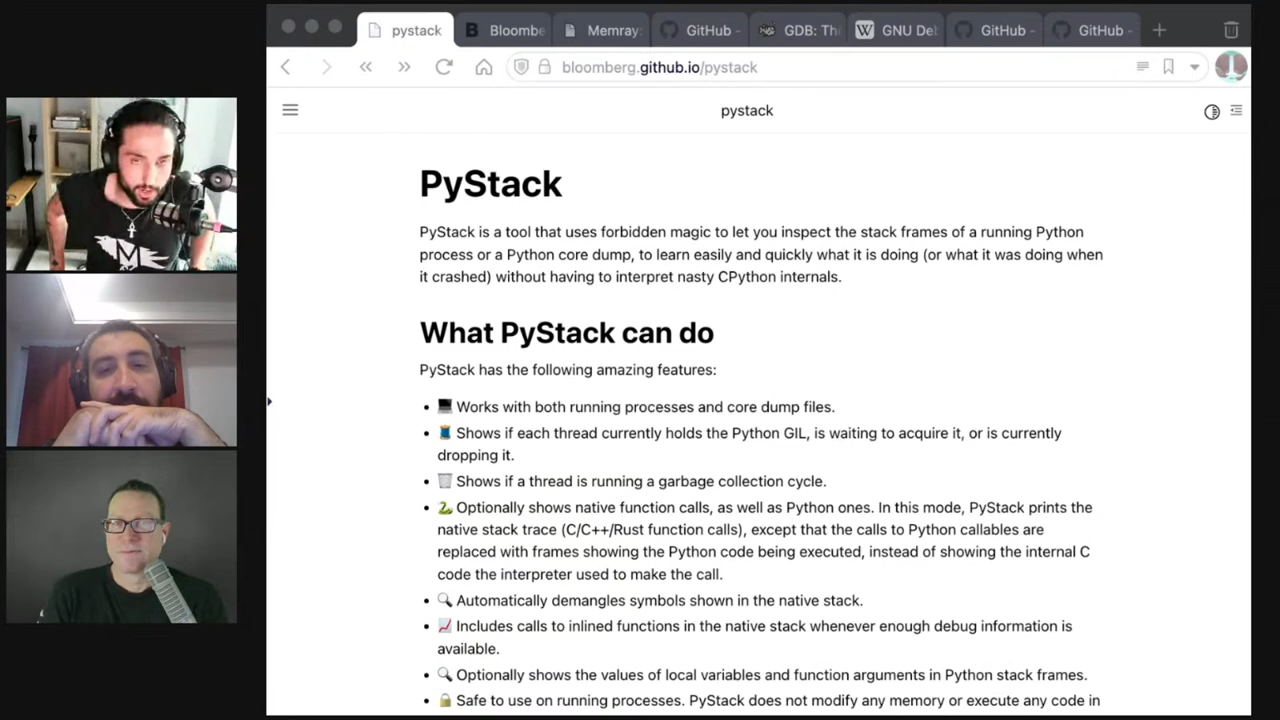 pystack
Bloombe
Memray
GitHub -
GDB: Th
GNU De
GitHub -
GitHub -
bloomberg.github.io/pystack
pystack
PyStack
PyStack is a tool that uses forbidden magic to let you inspect the stack frames of a running Python
process or a Python core dump, to learn easily and quickly what it is doing (or what it was doing when
it crashed) without having to interpret nasty CPython internals.
What PyStack can do
PyStack has the following amazing features:
• 💻 Works with both running processes and core dump files.
• 🧵 Shows if each thread currently holds the Python GIL, is waiting to acquire it, or is currently
dropping it.
• 🗑️ Shows if a thread is running a garbage collection cycle.
• 🐍 Optionally shows native function calls, as well as Python ones. In this mode, PyStack prints the
native stack trace (C/C++/Rust function calls), except that the calls to Python callables are
replaced with frames showing the Python code being executed, instead of showing the internal C
code the interpreter used to make the call.
• 🔍 Automatically demangles symbols shown in the native stack.
• 📈 Includes calls to inlined functions in the native stack whenever enough debug information is
available.
• 🔍 Optionally shows the values of local variables and function arguments in Python stack frames.
• 🔒 Safe to use on running processes. PyStack does not modify any memory or execute any code in